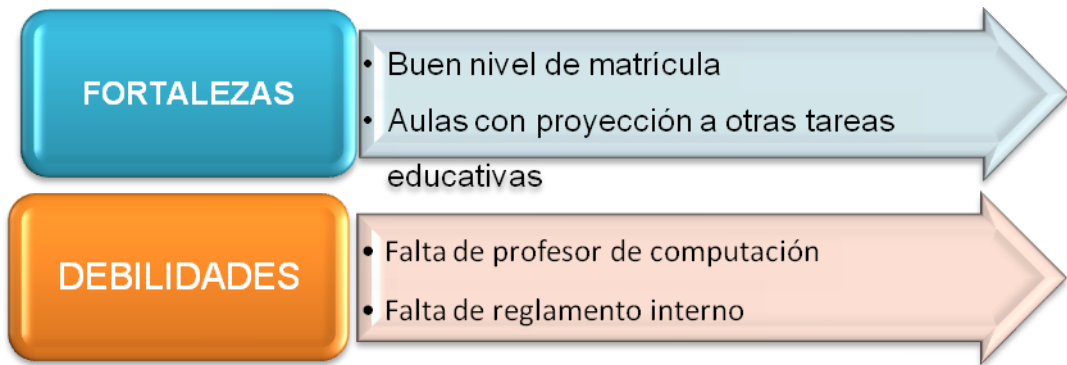 FORTALEZAS
• Buen nivel de matrícula
• Aulas con proyección a otras tareas
educativas
DEBILIDADES
• Falta de profesor de computación
• Falta de reglamento interno